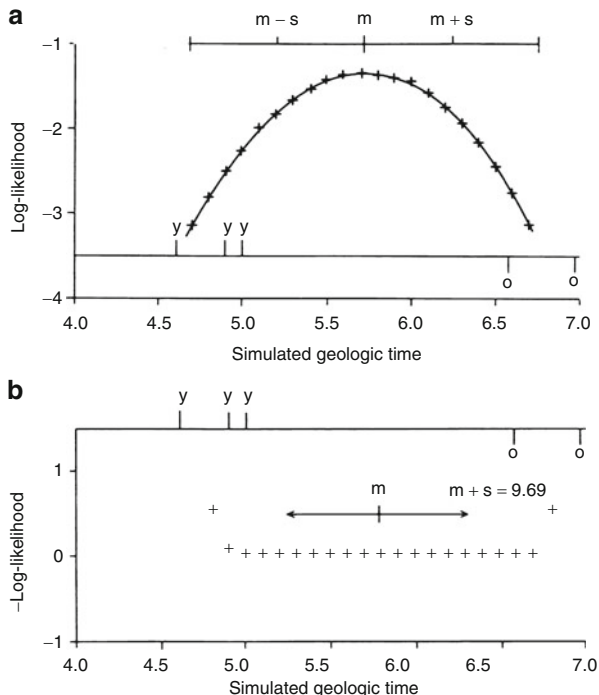 a
m – s m m + s
–1
–2
–3
–4
Log-likelihood
y y y
o o
4.0 4.5 5.0 5.5 6.0 6.5 7.0
Simulated geologic time
b
y y y
o o
1
0
–1
–Log-likelihood
m m + s = 9.69
4.0 4.5 5.0 5.5 6.0 6.5 7.0
Simulated geologic time